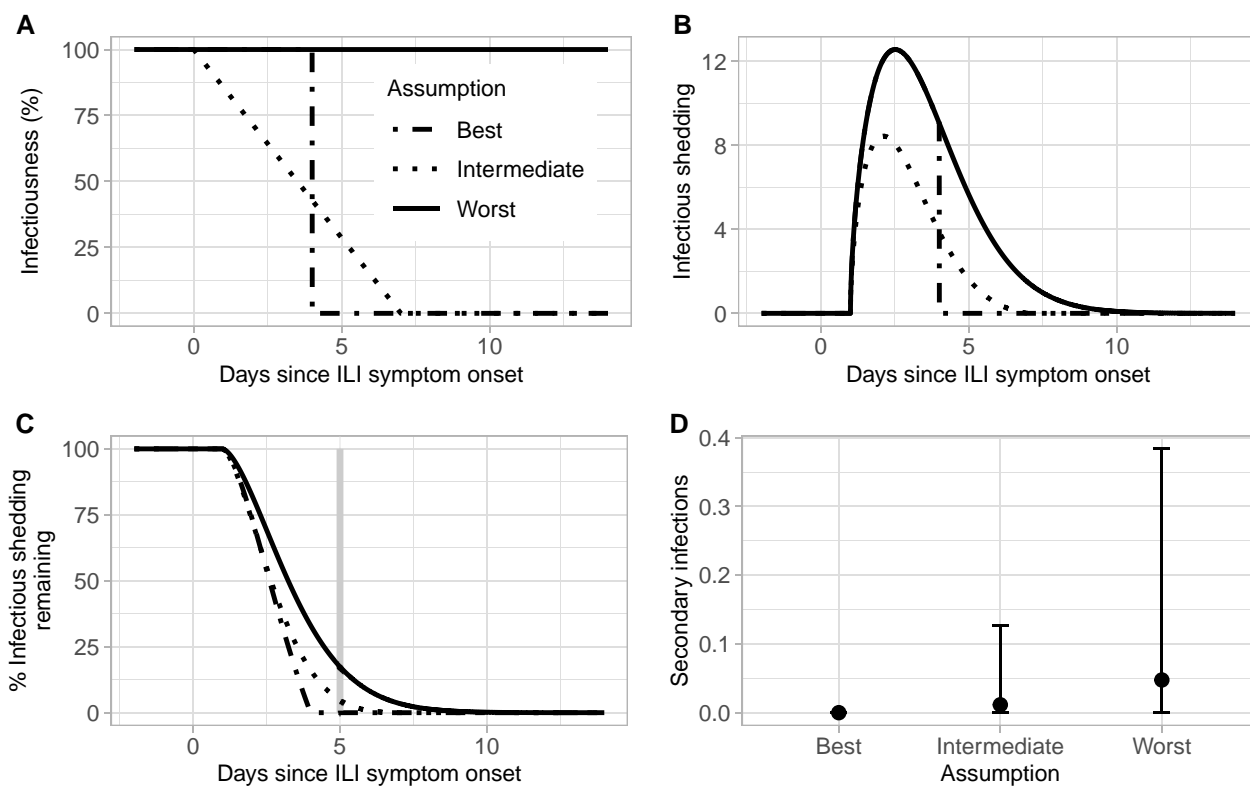 A
Infectiousness (%)
100
75
50
25
0
0 5 10
Days since ILI symptom onset
Assumption
Best
Intermediate
Worst
B
Infectious shedding
12
8
4
0
0 5 10
Days since ILI symptom onset
C
% Infectious shedding
remaining
100
75
50
25
0
0 5 10
Days since ILI symptom onset
D
Secondary infections
0.4
0.3
0.2
0.1
0.0
Best Intermediate Worst
Assumption